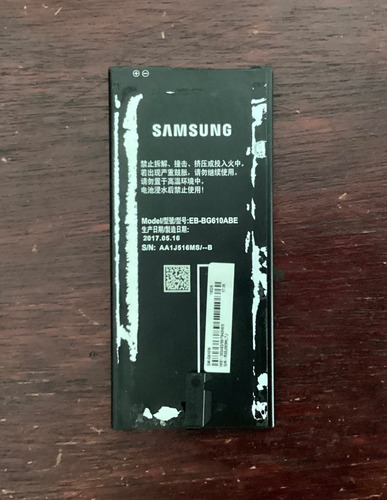 SAMSUNG
禁止拆解、撞击、挤压或投入火中。
若出现严重鼓胀，请勿继续使用。
请勿置于高温环境中。
电池浸水后禁止使用！
Model/型號/型号:EB-BG610ABE
生产日期/製造日期:
2017.05.16
S/N: AA1J516MS/--B